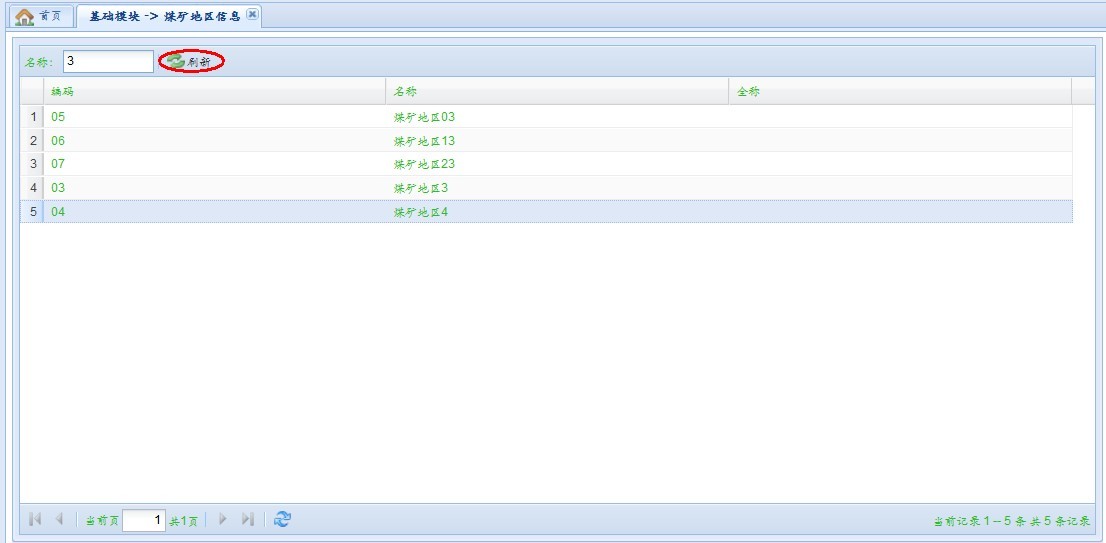 首页 基础模块 -> 煤矿地区信息
名称: 3 刷新
编码 名称 全称
1 05 煤矿地区03
2 06 煤矿地区13
3 07 煤矿地区23
4 03 煤矿地区3
5 04 煤矿地区4
当前页 1 共1页 当前记录 1 -- 5 条 共 5 条记录